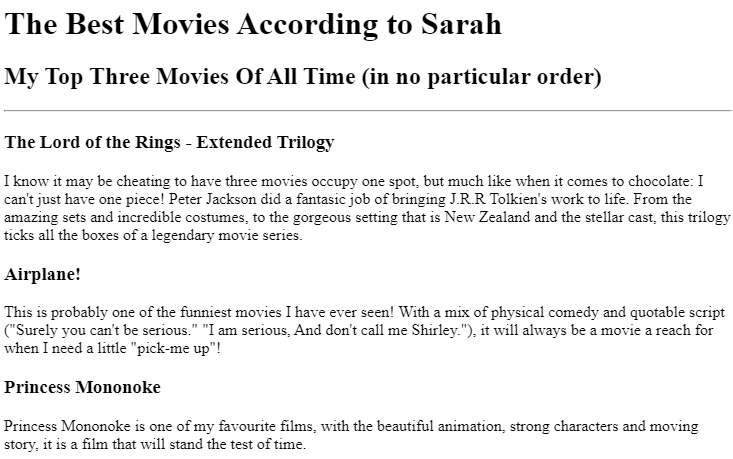 The Best Movies According to Sarah
My Top Three Movies Of All Time (in no particular order)
The Lord of the Rings - Extended Trilogy
I know it may be cheating to have three movies occupy one spot, but much like when it comes to chocolate: I
can't just have one piece! Peter Jackson did a fantasic job of bringing J.R.R Tolkien's work to life. From the
amazing sets and incredible costumes, to the gorgeous setting that is New Zealand and the stellar cast, this trilogy
ticks all the boxes of a legendary movie series.
Airplane!
This is probably one of the funniest movies I have ever seen! With a mix of physical comedy and quotable script
("Surely you can't be serious." "I am serious, And don't call me Shirley."), it will always be a movie a reach for
when I need a little "pick-me up"!
Princess Mononoke
Princess Mononoke is one of my favourite films, with the beautiful animation, strong characters and moving
story, it is a film that will stand the test of time.